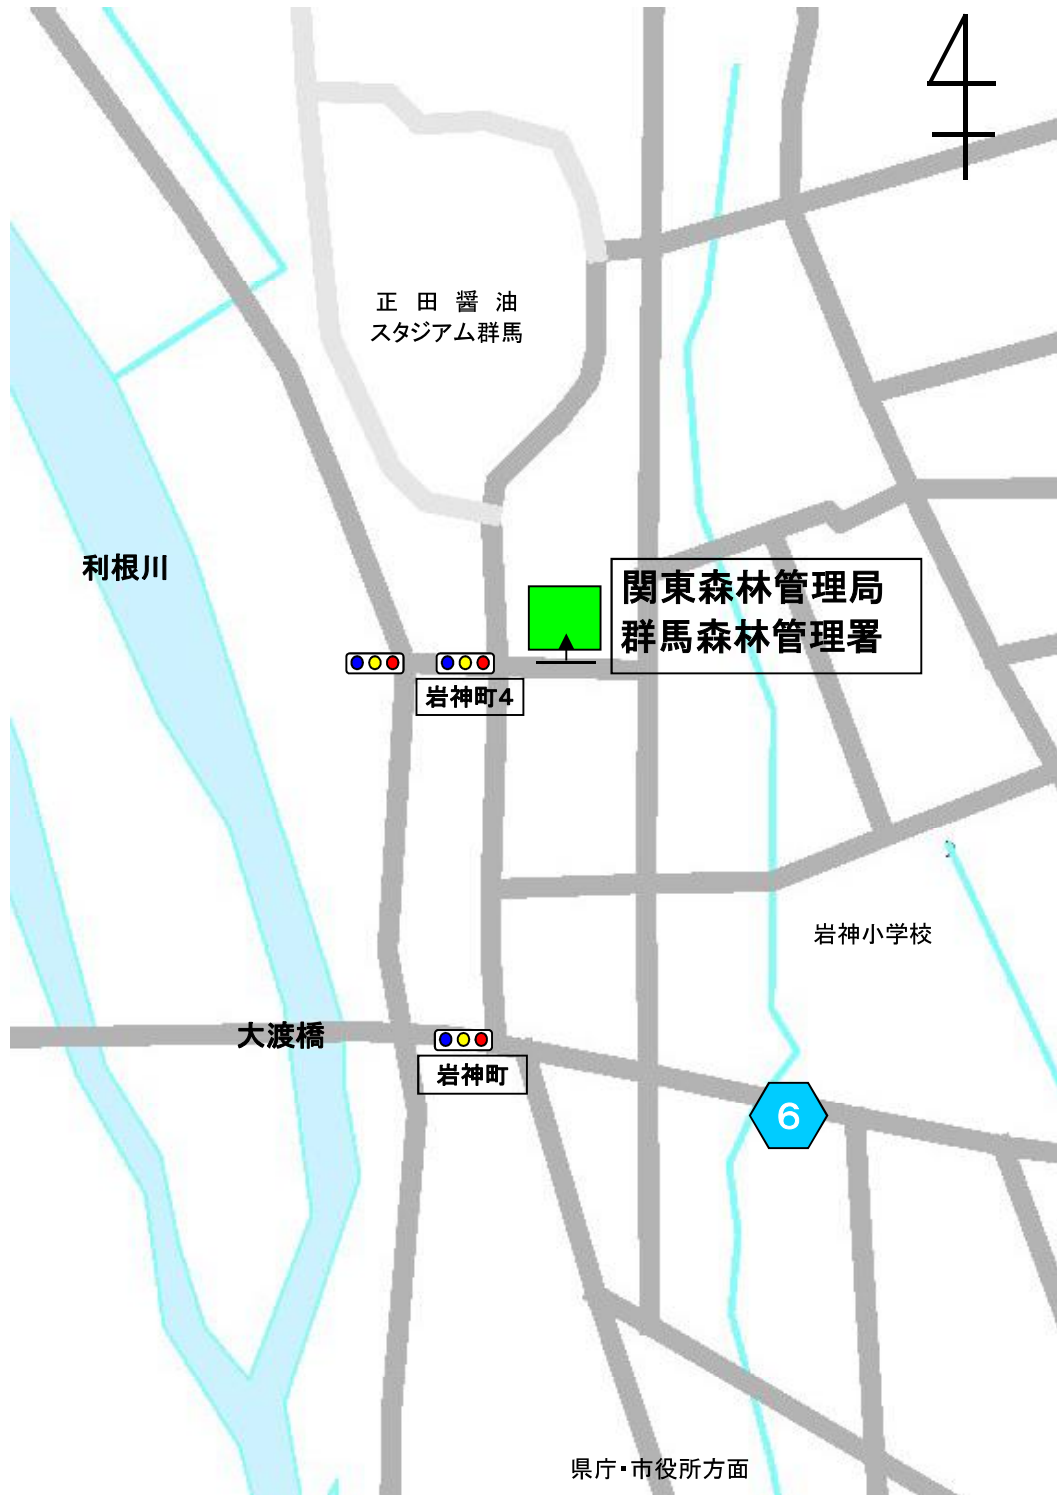 正田醤油
スタジアム群馬
利根川
関東森林管理局
群馬森林管理署
岩神町4
岩神小学校
大渡橋
岩神町
6
県庁・市役所方面